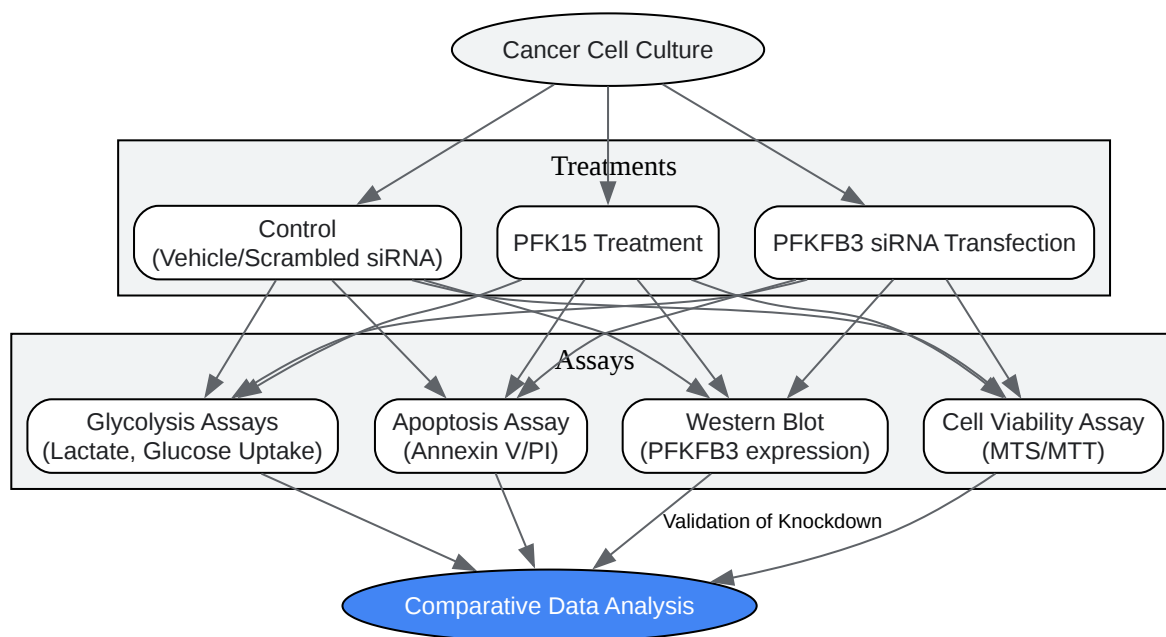 Cancer Cell Culture
Treatments
Control
(Vehicle/Scrambled siRNA)
PFK15 Treatment
PFKFB3 siRNA Transfection
Assays
Glycolysis Assays
(Lactate, Glucose Uptake)
Apoptosis Assay
(Annexin V/PI)
Western Blot
(PFKFB3 expression)
Cell Viability Assay
(MTS/MTT)
Validation of Knockdown
Comparative Data Analysis